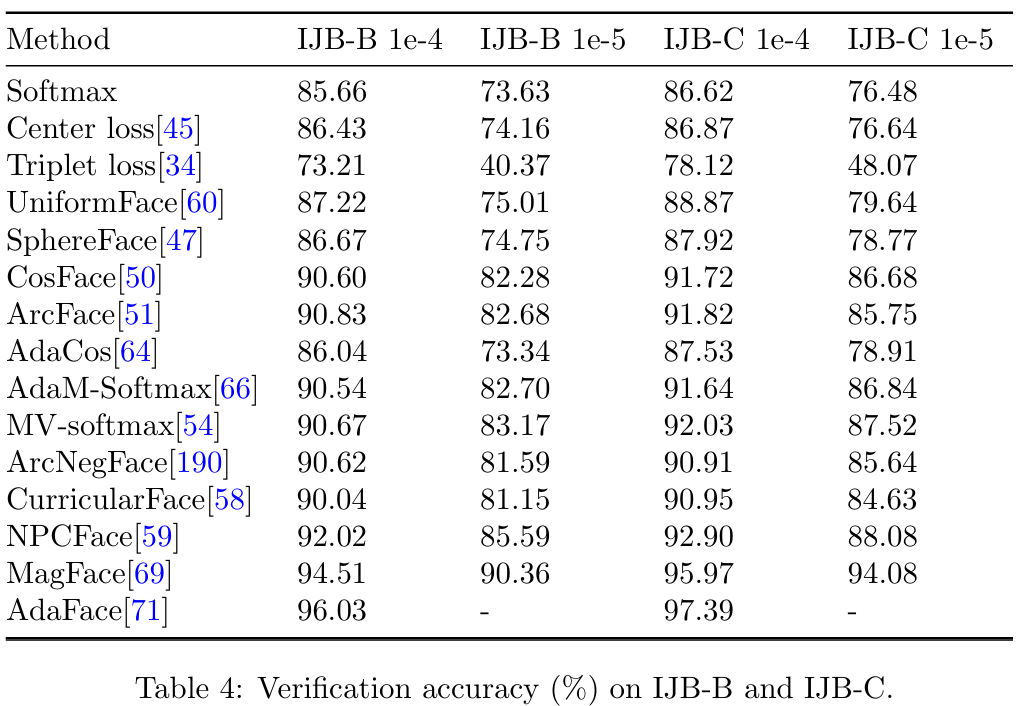 Method IJB-B 1e-4 IJB-B 1e-5 IJB-C 1e-4 IJB-C 1e-5
Softmax 85.66 73.63 86.62 76.48
Center loss[45] 86.43 74.16 86.87 76.64
Triplet loss[34] 73.21 40.37 78.12 48.07
UniformFace[60] 87.22 75.01 88.87 79.64
SphereFace[47] 86.67 74.75 87.92 78.77
CosFace[50] 90.60 82.28 91.72 86.68
ArcFace[51] 90.83 82.68 91.82 85.75
AdaCos[64] 86.04 73.34 87.53 78.91
AdaM-Softmax[66] 90.54 82.70 91.64 86.84
MV-softmax[54] 90.67 83.17 92.03 87.52
ArcNegFace[190] 90.62 81.59 90.91 85.64
CurricularFace[58] 90.04 81.15 90.95 84.63
NPCFace[59] 92.02 85.59 92.90 88.08
MagFace[69] 94.51 90.36 95.97 94.08
AdaFace[71] 96.03 - 97.39 -
Table 4: Verification accuracy (%) on IJB-B and IJB-C.